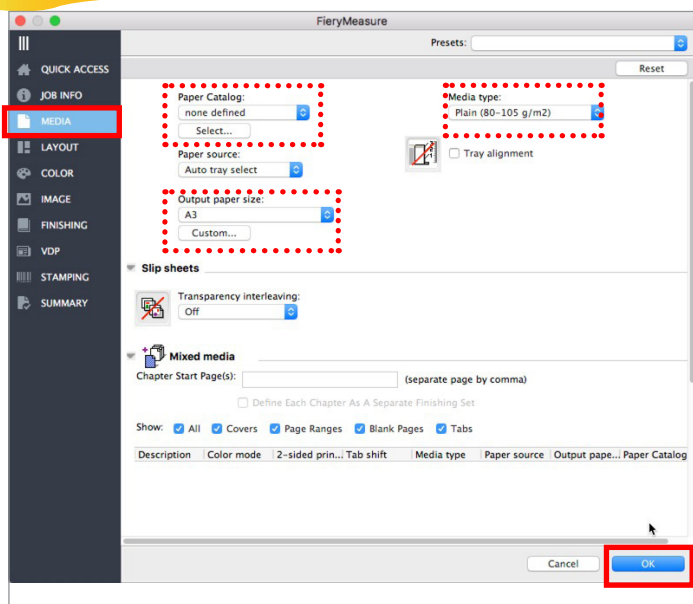 FieryMeasure
Presets:
QUICK ACCESS
Reset
JOB INFO
MEDIA
LAYOUT
COLOR
IMAGE
FINISHING
VDP
STAMPING
SUMMARY
Paper Catalog:
none defined
Select...
Paper source:
Auto tray select
Output paper size:
A3
Custom...
Media type:
Plain (80-105 g/m2)
Tray alignment
Slip sheets
Transparency interleaving:
Off
Mixed media
Chapter Start Page(s):
(separate page by comma)
Define Each Chapter As A Separate Finishing Set
Show: All Covers Page Ranges Blank Pages Tabs
Description Color mode 2-sided prin... Tab shift Media type Paper source Output pape... Paper Catalog
Cancel OK